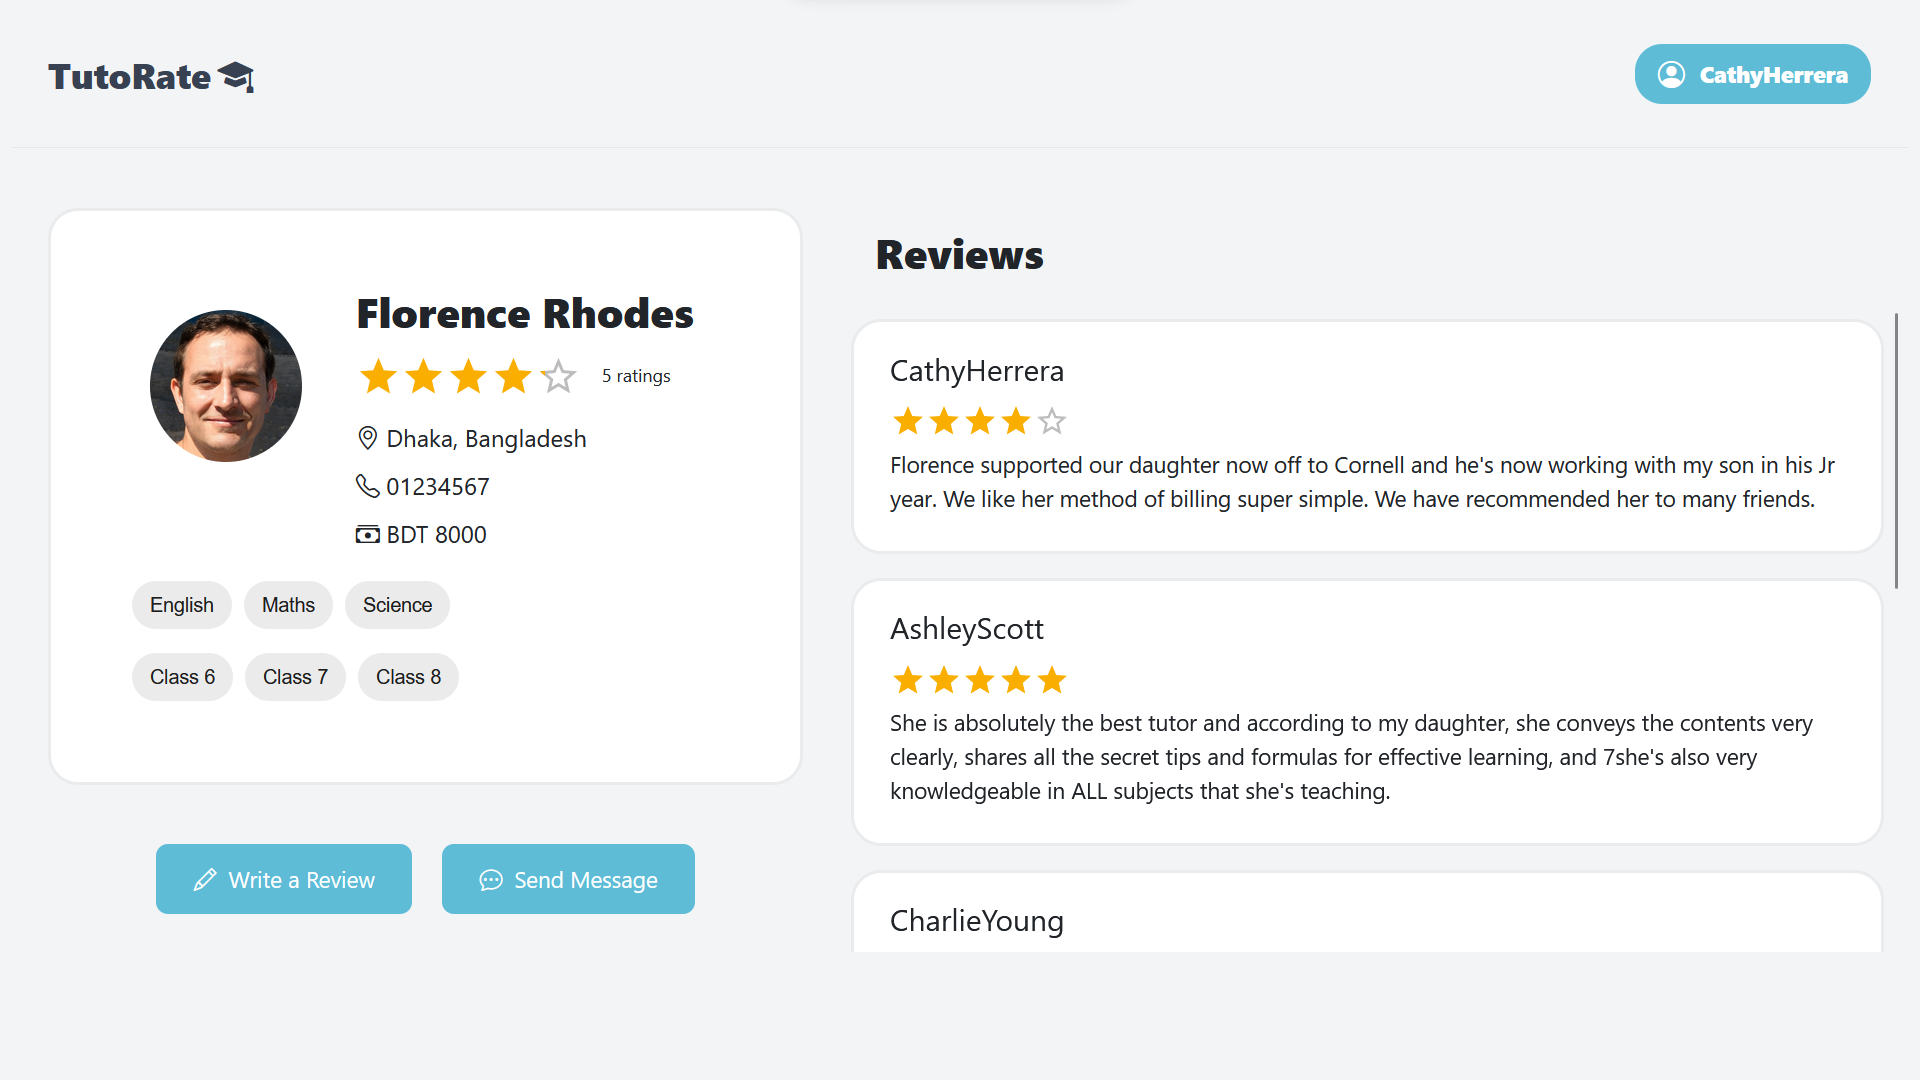 TutoRate
CathyHerrera
Florence Rhodes
5 ratings
Dhaka, Bangladesh
01234567
BDT 8000
English Maths Science
Class 6 Class 7 Class 8
Write a Review Send Message
Reviews
CathyHerrera
Florence supported our daughter now off to Cornell and he's now working with my son in his Jr
year. We like her method of billing super simple. We have recommended her to many friends.
AshleyScott
She is absolutely the best tutor and according to my daughter, she conveys the contents very
clearly, shares all the secret tips and formulas for effective learning, and 7she's also very
knowledgeable in ALL subjects that she's teaching.
CharlieYoung